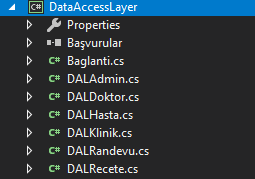 C# DataAccessLayer
Properties
Başvurular
C# Baglanti.cs
C# DALAdmin.cs
C# DALDoktor.cs
C# DALHasta.cs
C# DALKlinik.cs
C# DALRandevu.cs
C# DALRecete.cs